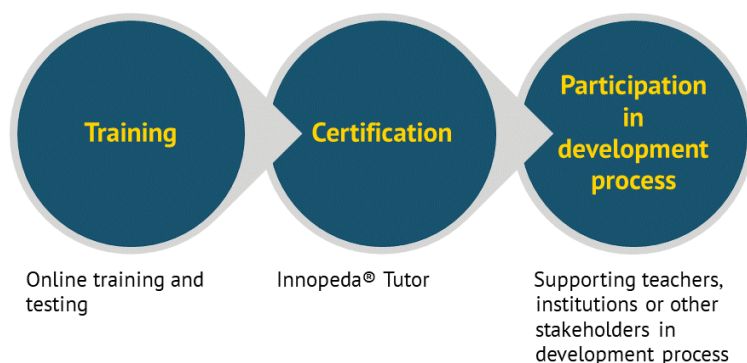 Training
Certification
Participation
in
development
process
Online training and
testing
Innopeda® Tutor
Supporting teachers,
institutions or other
stakeholders in
development process